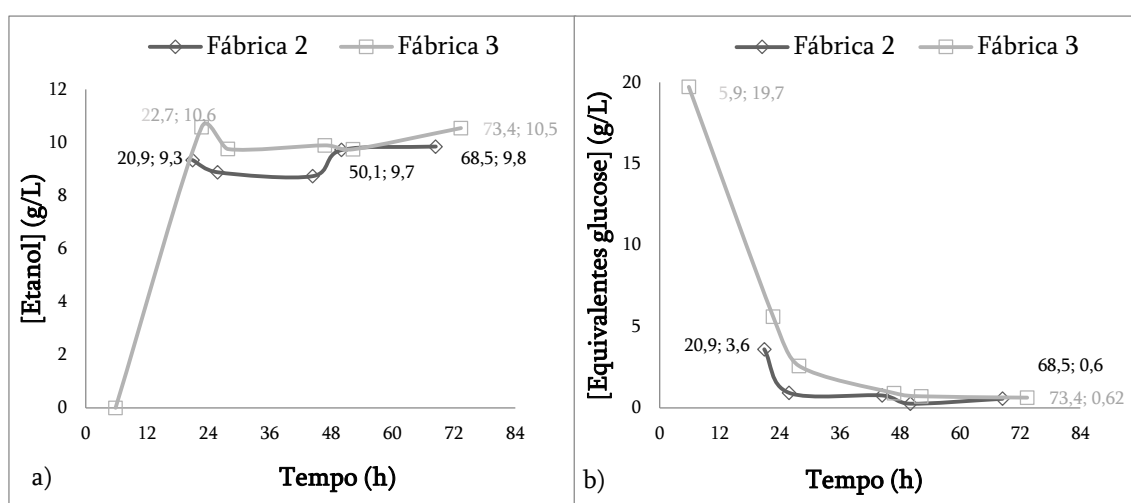 Fábrica 2 Fábrica 3
12
10
8
6
4
2
0
[Etanol] (g/L)
22,7; 10,6
20,9; 9,3
50,1; 9,7
73,4; 10,5
68,5; 9,8
0 12 24 36 48 60 72 84
a) Tempo (h)
Fábrica 2 Fábrica 3
20
15
10
5
0
[Equivalentes glucose] (g/L)
5,9; 19,7
20,9; 3,6
68,5; 0,6
73,4; 0,62
0 12 24 36 48 60 72 84
b) Tempo (h)